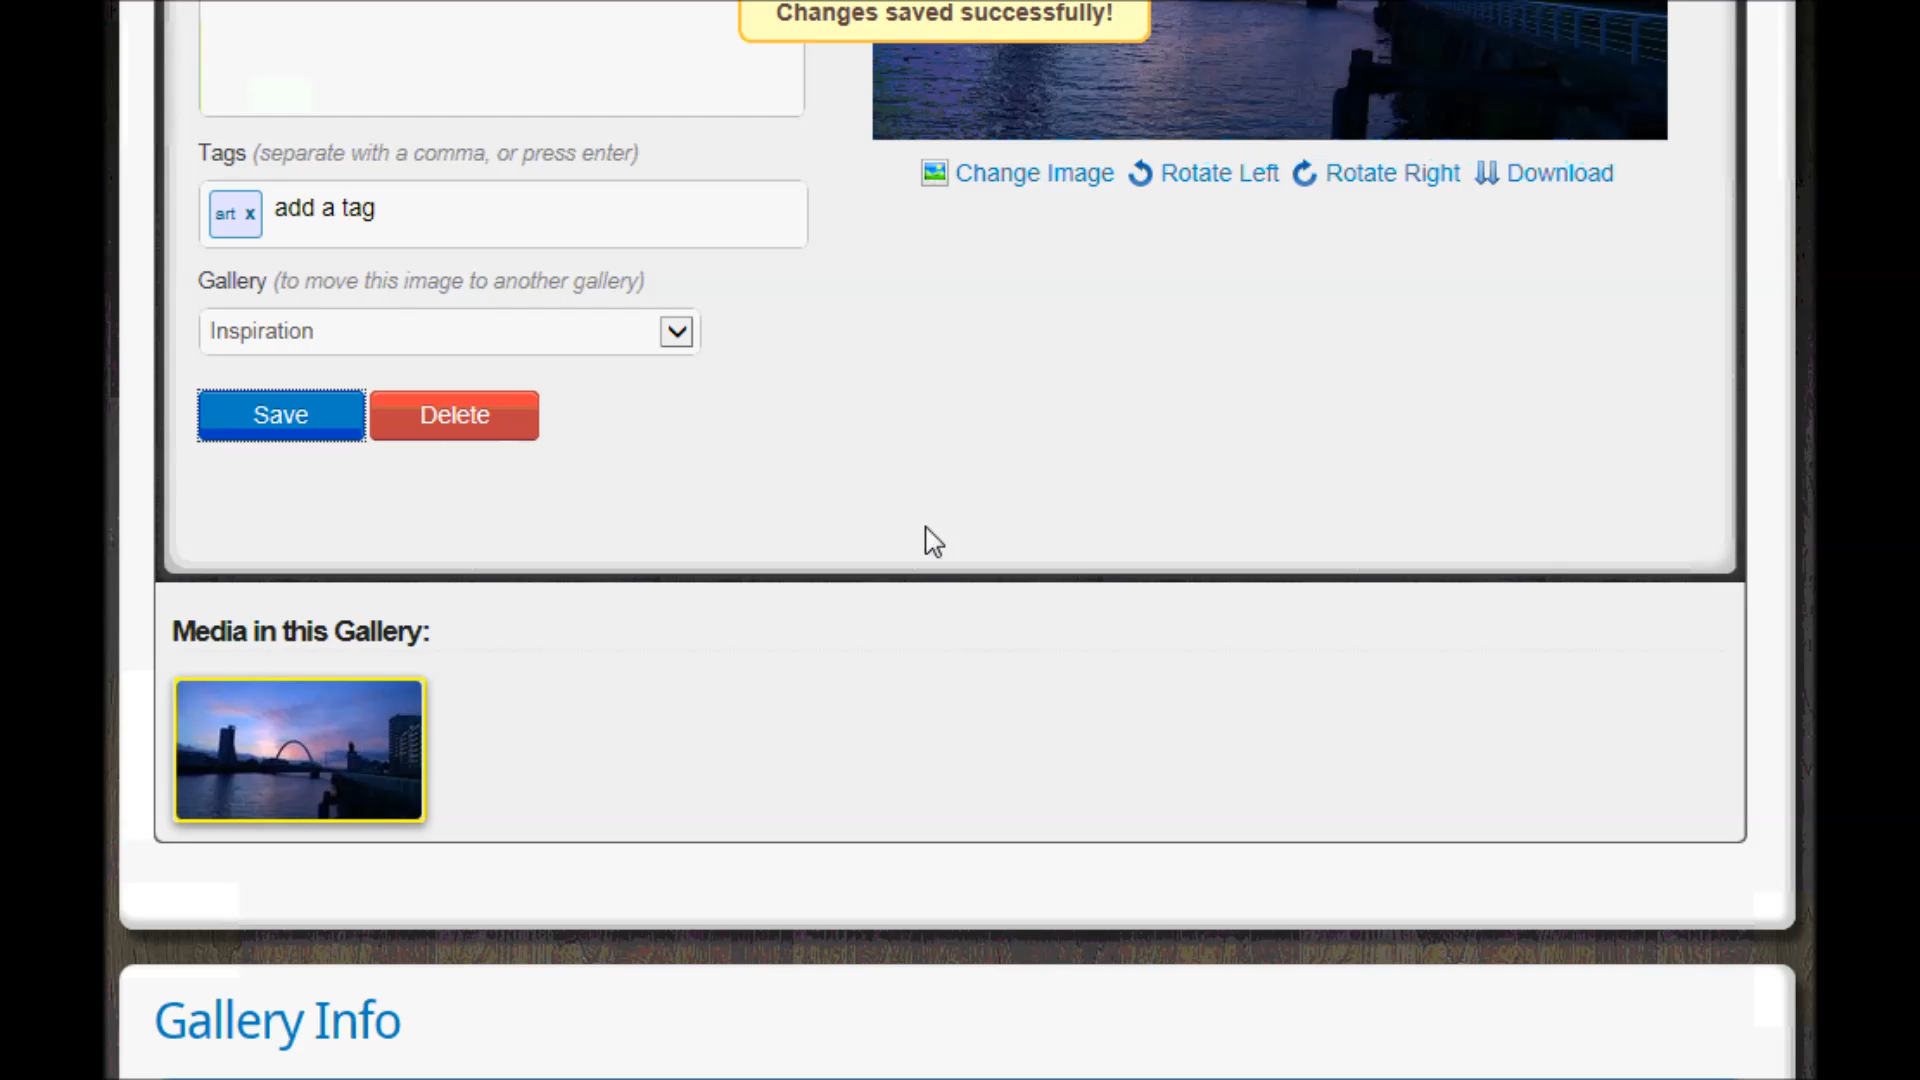 Changes saved successfully!
Tags (separate with a comma, or press enter)
art x add a tag
Change Image Rotate Left Rotate Right Download
Gallery (to move this image to another gallery)
Inspiration
Save Delete
Media in this Gallery:
Gallery Info